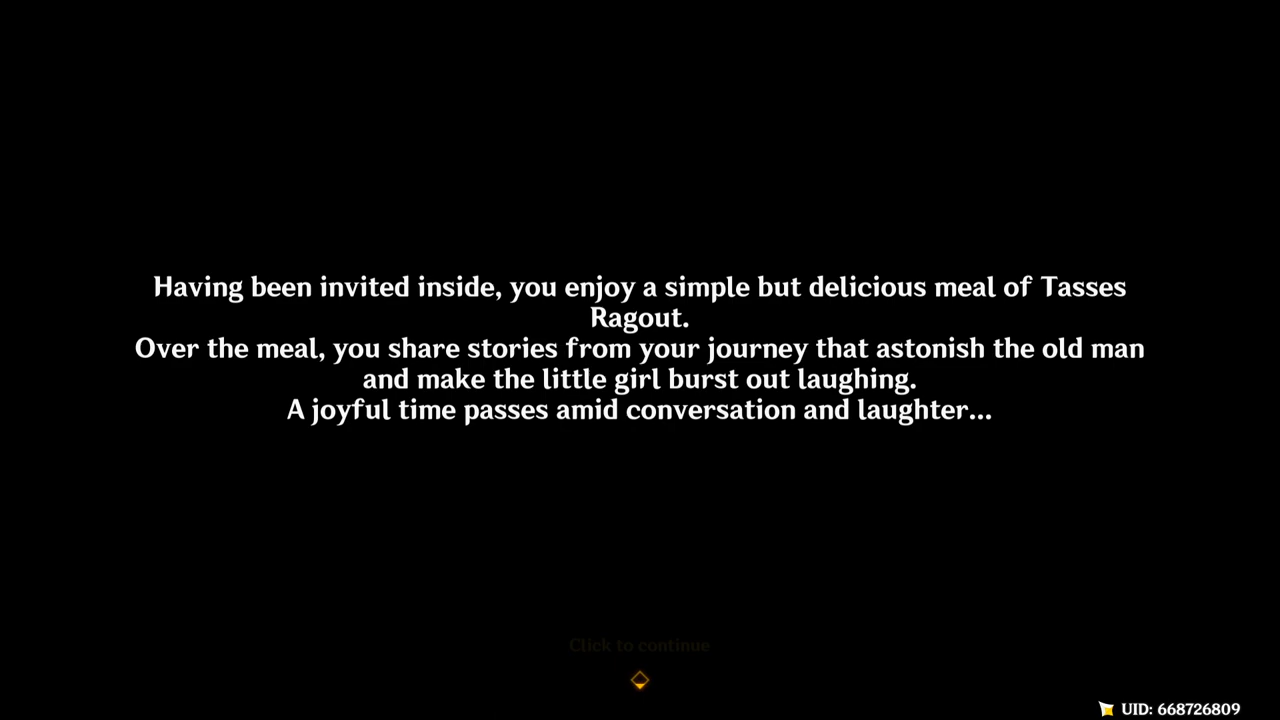 Having been invited inside, you enjoy a simple but delicious meal of Tasses
Ragout.
Over the meal, you share stories from your journey that astonish the old man
and make the little girl burst out laughing.
A joyful time passes amid conversation and laughter...
Click to continue
UID: 668726809